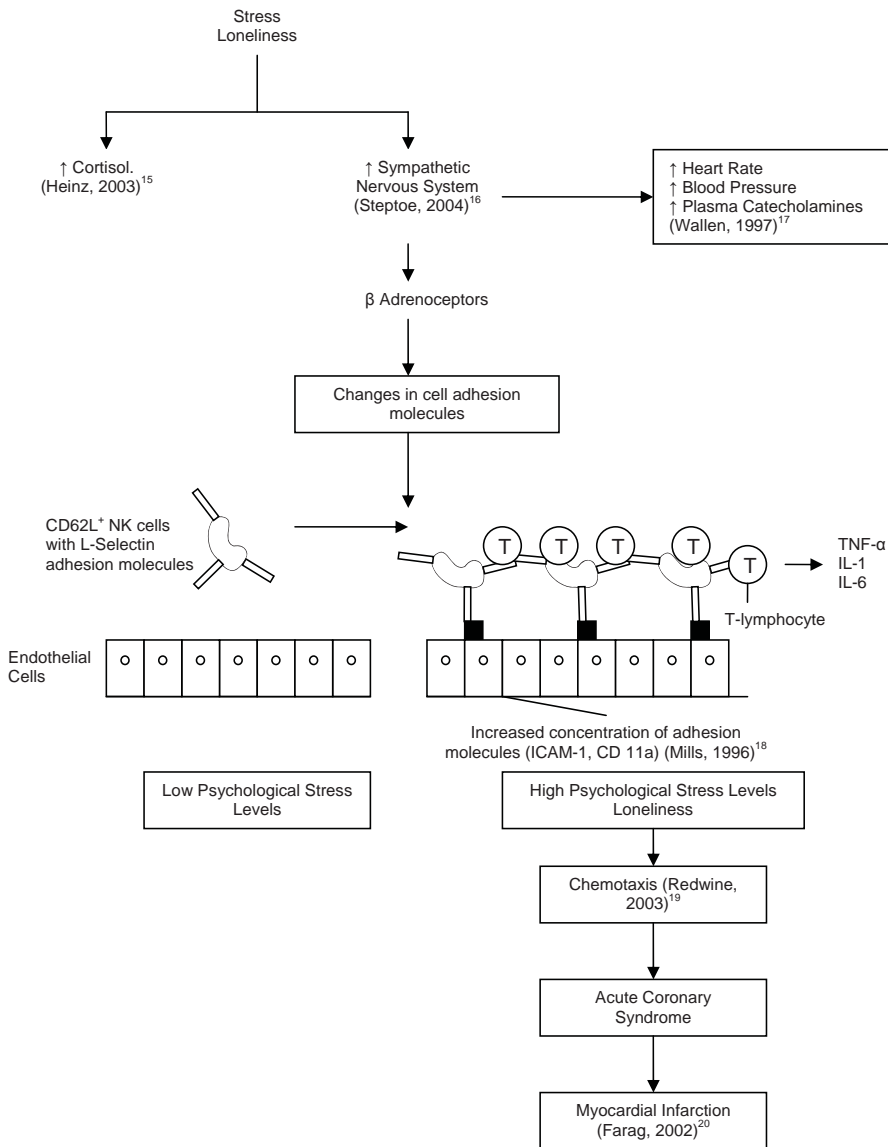 Stress
Loneliness
↑ Cortisol.
(Heinz, 2003)15
↑ Sympathetic
Nervous System
(Steptoe, 2004)16
↑ Heart Rate
↑ Blood Pressure
↑ Plasma Catecholamines
(Wallen, 1997)17
β Adrenoceptors
Changes in cell adhesion
molecules
CD62L+ NK cells
with L-Selectin
adhesion molecules
T
T
T
T
T
TNF-α
IL-1
IL-6
T-lymphocyte
Endothelial
Cells
Increased concentration of adhesion
molecules (ICAM-1, CD 11a) (Mills, 1996)18
Low Psychological Stress
Levels
High Psychological Stress Levels
Loneliness
Chemotaxis (Redwine,
2003)19
Acute Coronary
Syndrome
Myocardial Infarction
(Farag, 2002)20